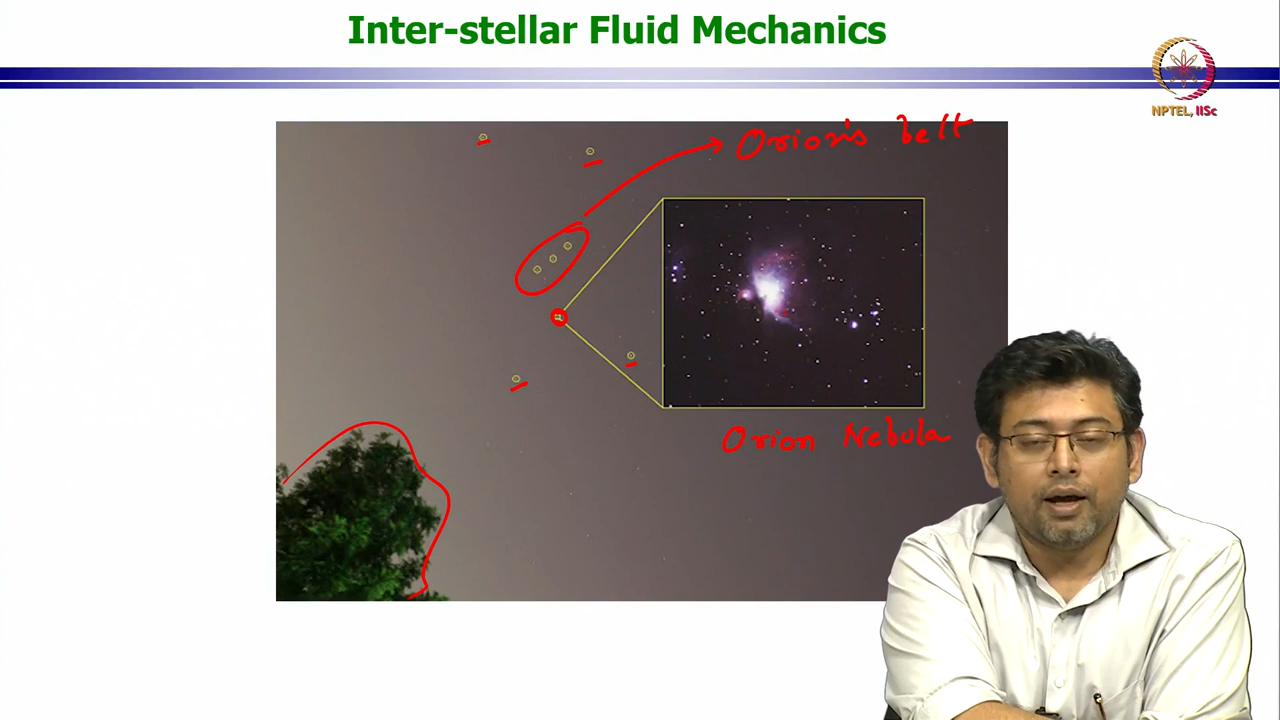 Inter-stellar Fluid Mechanics
NPTEL, IISc
Orion's belt
Orion Nebula